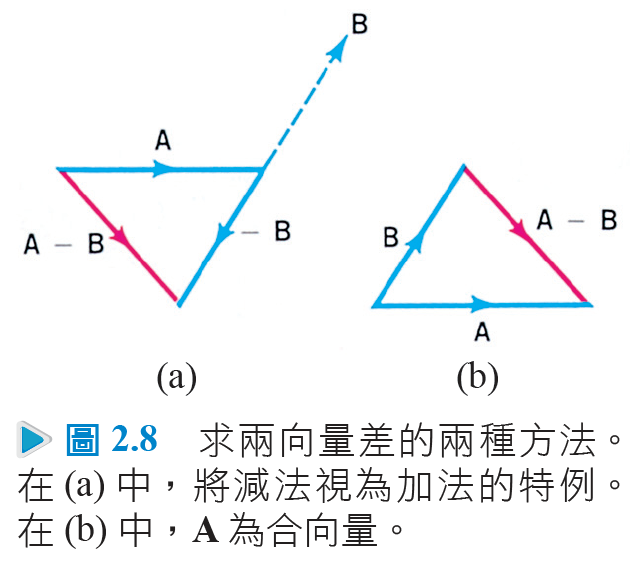 B
A
A – B
– B
B
A – B
A
(a)
(b)
圖 2.8 求兩向量差的兩種方法。
在 (a) 中，將減法視為加法的特例。
在 (b) 中，A 為合向量。